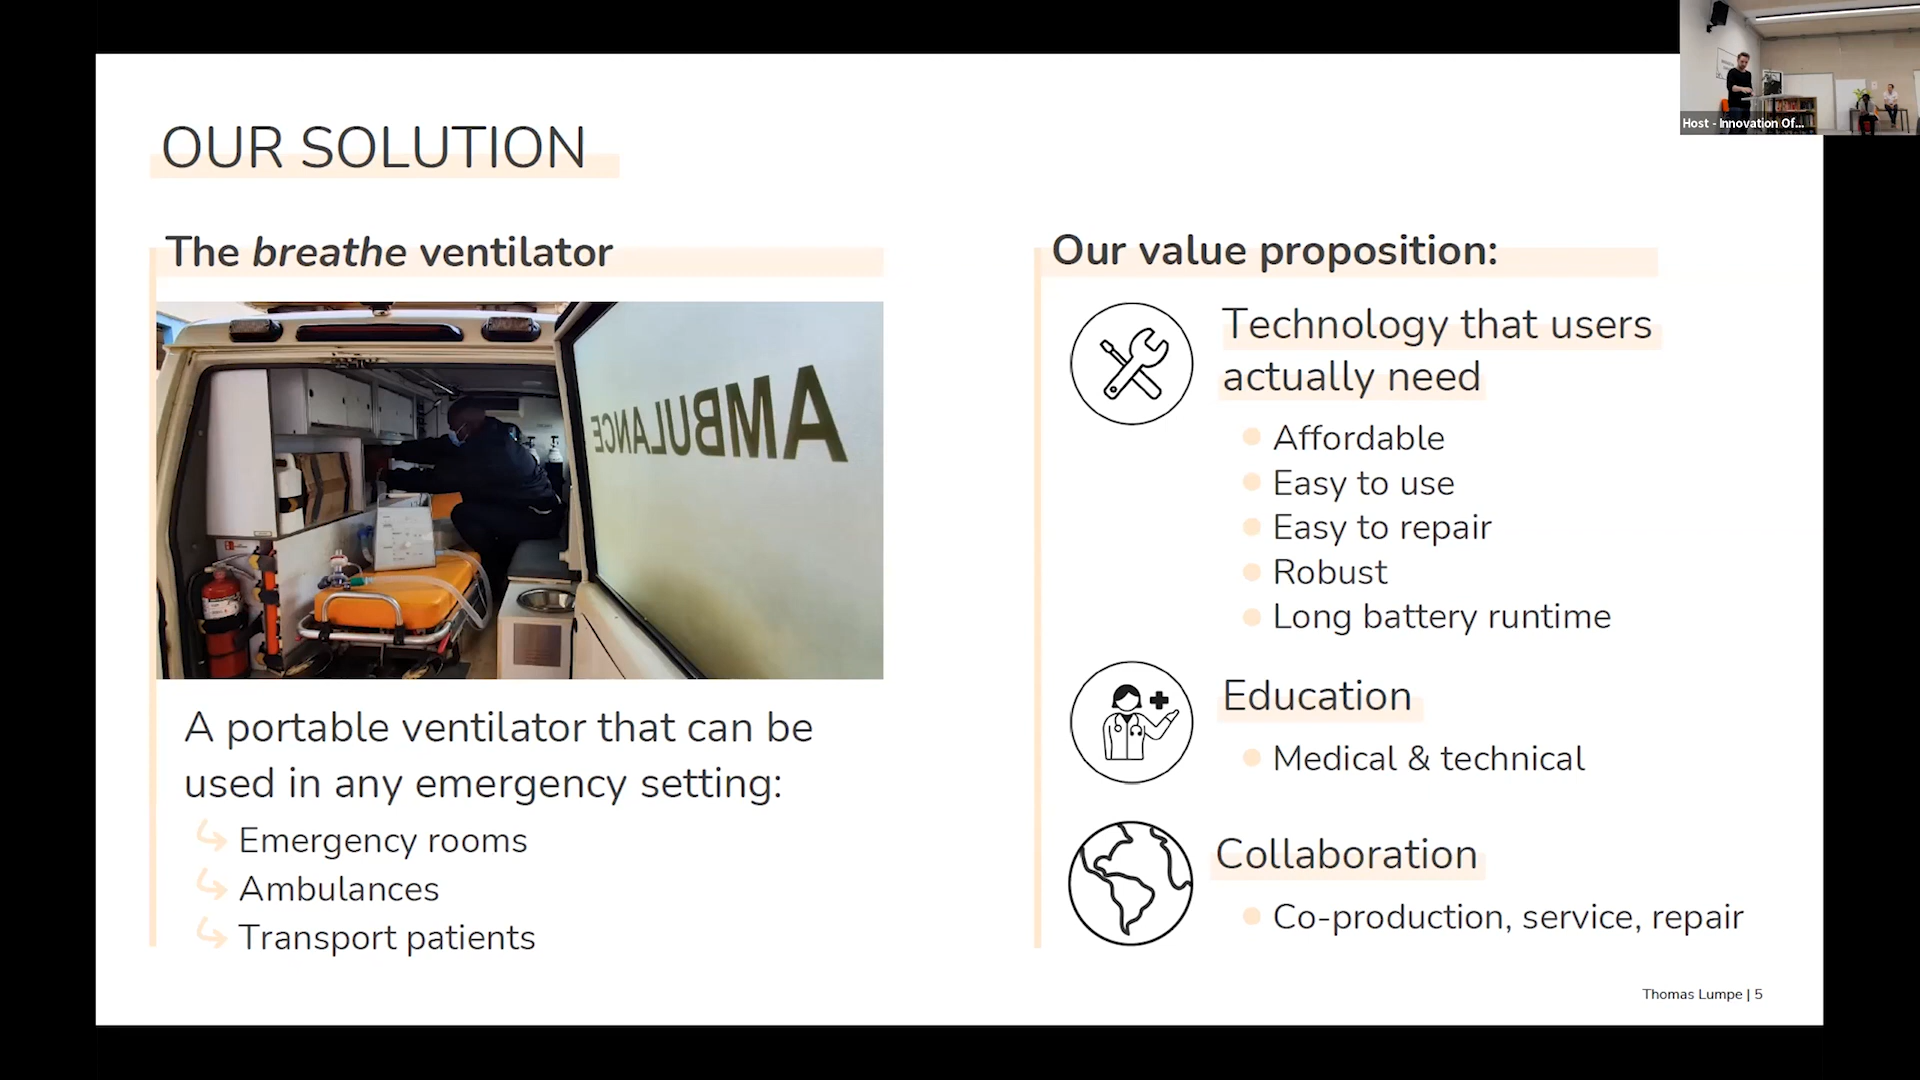 OUR SOLUTION
The breathe ventilator
AMBULANCE
A portable ventilator that can be
used in any emergency setting:
Emergency rooms
Ambulances
Transport patients
Our value proposition:
Technology that users
actually need
Affordable
Easy to use
Easy to repair
Robust
Long battery runtime
Education
Medical & technical
Collaboration
Co-production, service, repair
Thomas Lumpe | 5
Host - Innovation Of...